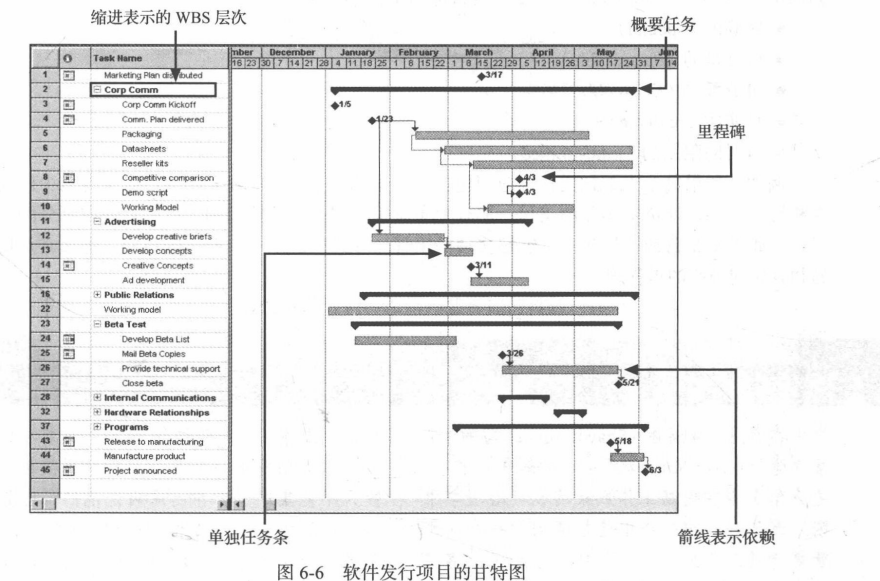 缩进表示的 WBS 层次
概要任务
mber December January February March April May June
Task Name 16 23 30 7 14 21 28 4 11 18 25 1 8 15 22 1 8 15 22 29 5 12 19 26 3 10 17 24 31 7 14
1 Marketing Plan distributed 3/17
2 Corp Comm
3 Corp Comm Kickoff 1/5
4 Comm. Plan delivered 1/23
5 Packaging
6 Datasheets
7 Reseller kits
里程碑
8 Competitive comparison 4/3
9 Demo script 4/3
10 Working Model
11 Advertising
12 Develop creative briefs
13 Develop concepts
14 Creative Concepts 3/11
15 Ad development
16 Public Relations
22 Working model
23 Beta Test
24 Develop Beta List
25 Mail Beta Copies 3/26
26 Provide technical support
27 Close beta 5/21
28 Internal Communications
32 Hardware Relationships
37 Programs
43 Release to manufacturing 5/18
44 Manufacture product
45 Project announced 6/3
单独任务条
箭线表示依赖
图 6-6 软件发行项目的甘特图